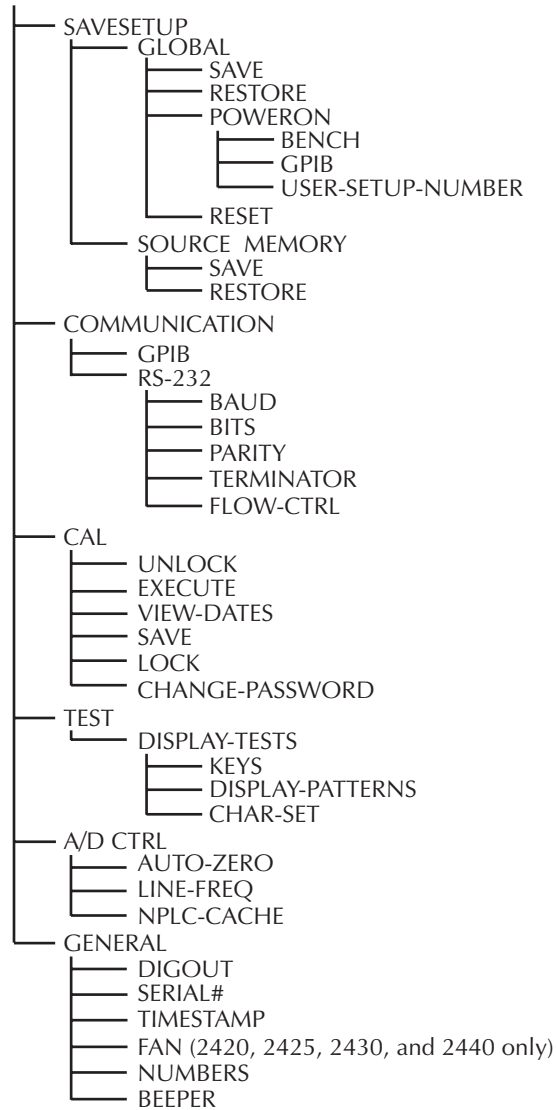 SAVESETUP
GLOBAL
SAVE
RESTORE
POWERON
BENCH
GPIB
USER-SETUP-NUMBER
RESET
SOURCE MEMORY
SAVE
RESTORE
COMMUNICATION
GPIB
RS-232
BAUD
BITS
PARITY
TERMINATOR
FLOW-CTRL
CAL
UNLOCK
EXECUTE
VIEW-DATES
SAVE
LOCK
CHANGE-PASSWORD
TEST
DISPLAY-TESTS
KEYS
DISPLAY-PATTERNS
CHAR-SET
A/D CTRL
AUTO-ZERO
LINE-FREQ
NPLC-CACHE
GENERAL
DIGOUT
SERIAL#
TIMESTAMP
FAN (2420, 2425, 2430, and 2440 only)
NUMBERS
BEEPER